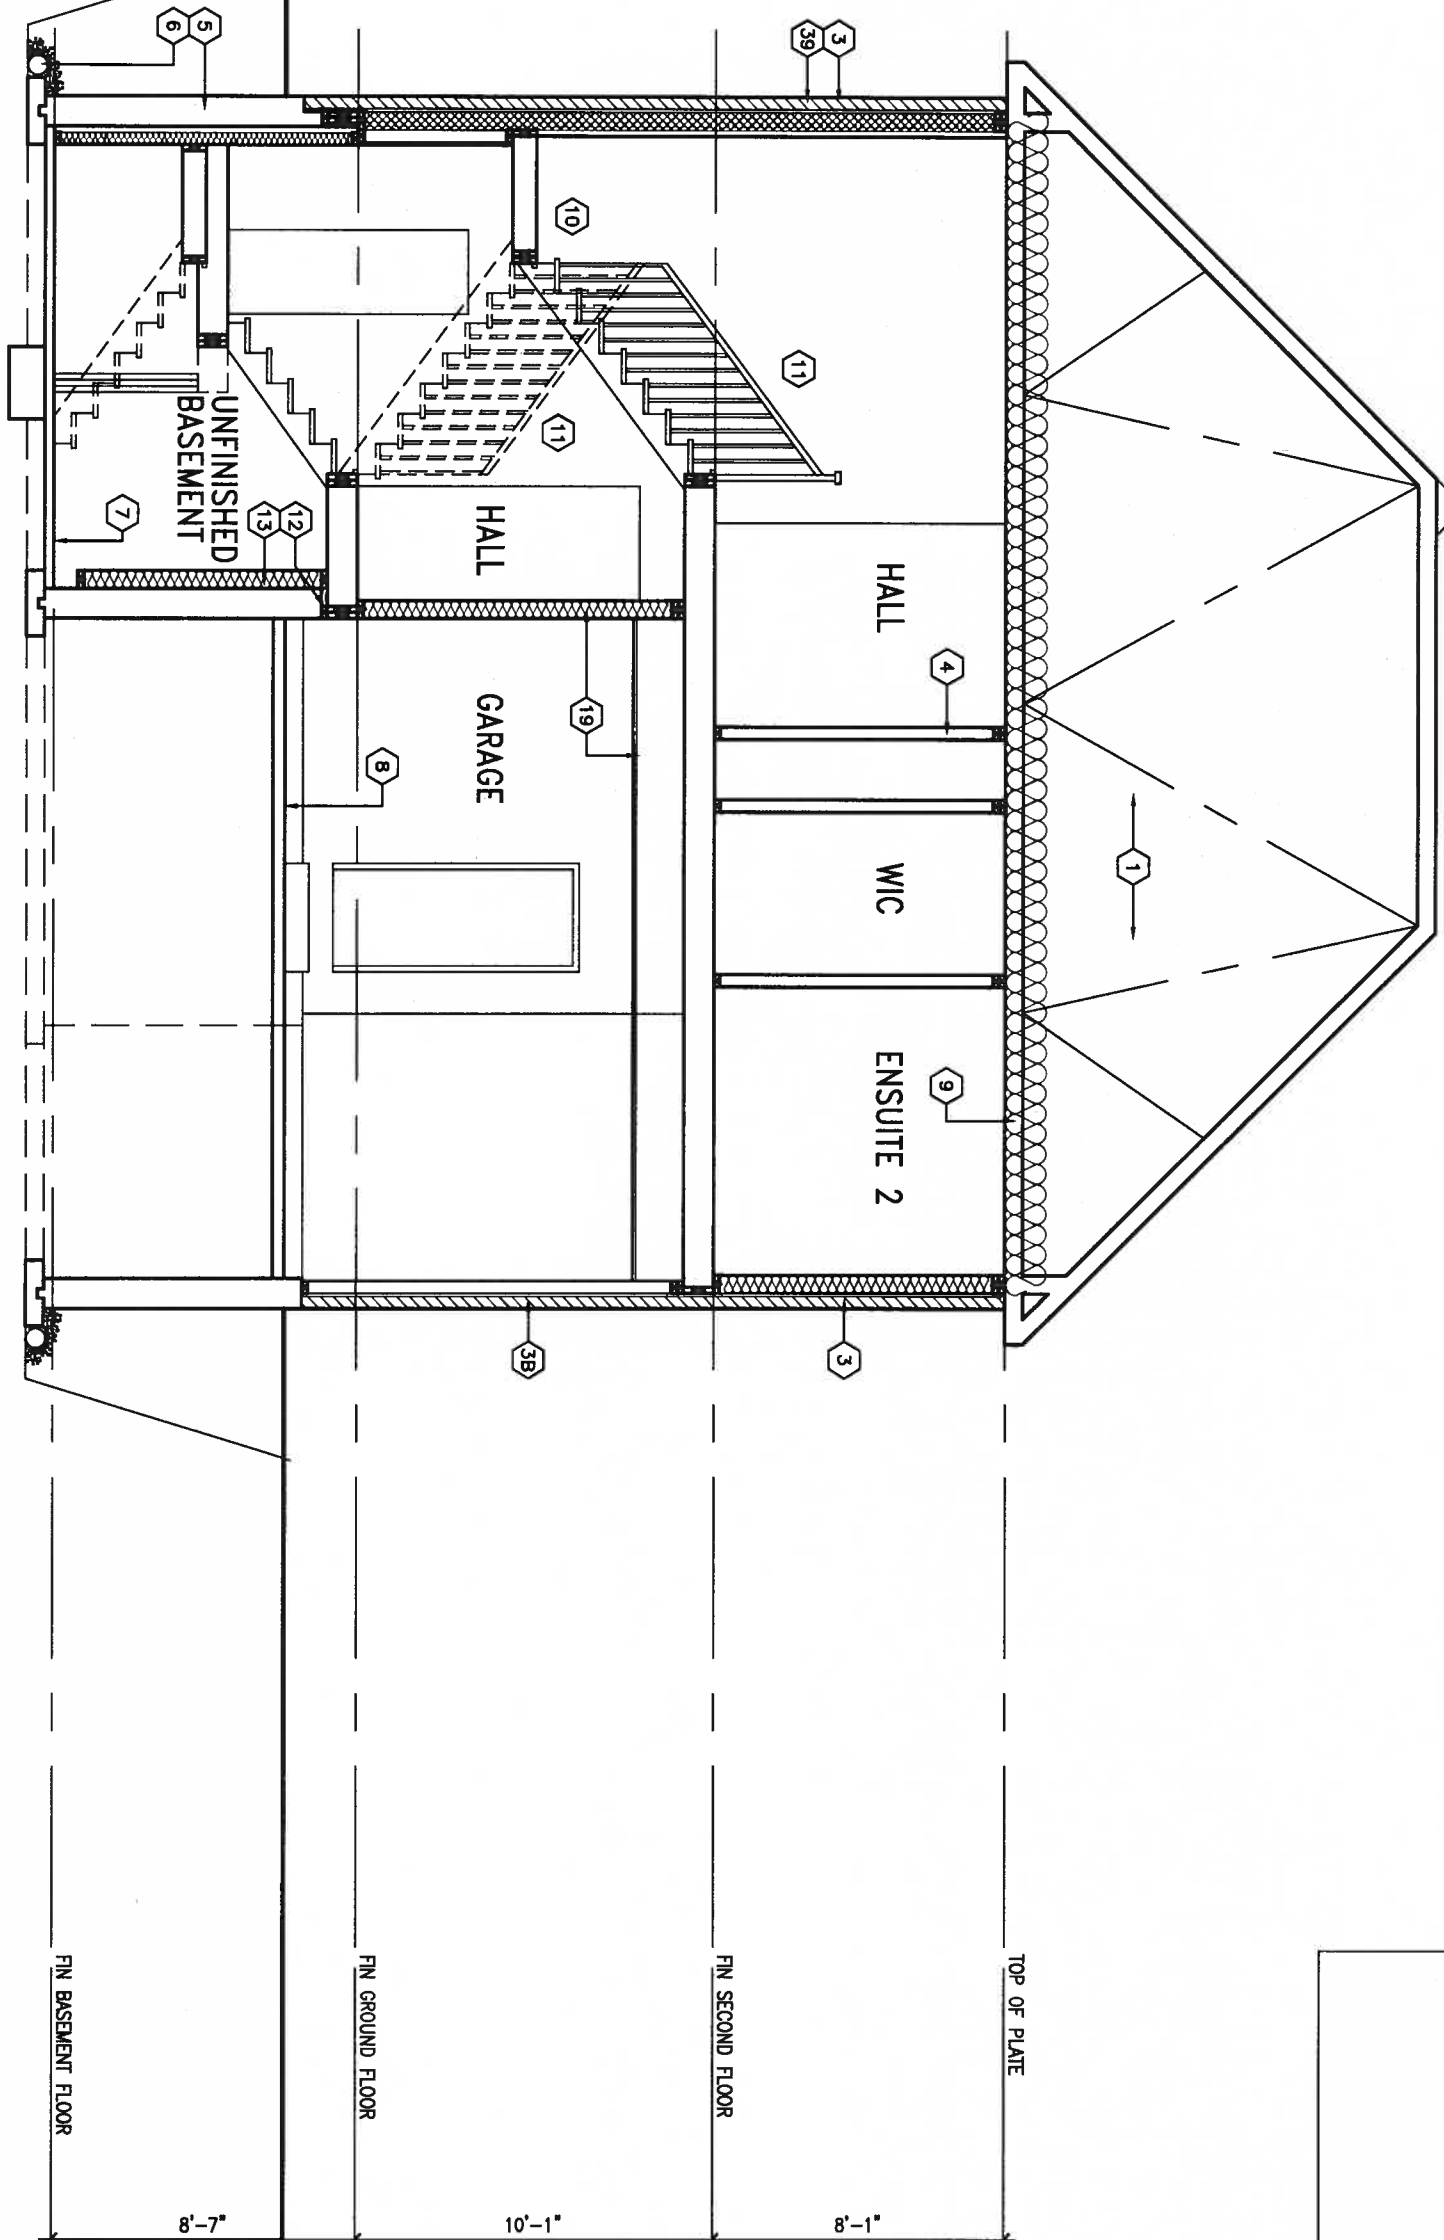 1
9
3
39
11
HALL
4
WIC
ENSUITE 2
3
10
11
HALL
19
GARAGE
8
3B
5
6
UNFINISHED
BASEMENT
12
13
7
TOP OF PLATE
8'-1"
FIN SECOND FLOOR
10'-1"
FIN GROUND FLOOR
8'-7"
FIN BASEMENT FLOOR